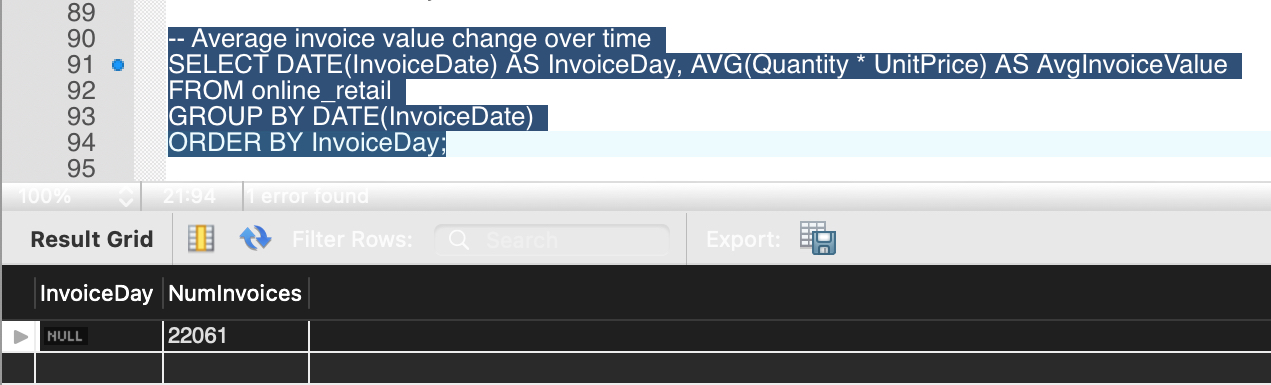 89
90 -- Average invoice value change over time
91 SELECT DATE(InvoiceDate) AS InvoiceDay, AVG(Quantity * UnitPrice) AS AvgInvoiceValue
92 FROM online_retail
93 GROUP BY DATE(InvoiceDate)
94 ORDER BY InvoiceDay;
95
100% 21:94 1 error found
Result Grid Filter Rows: Search Export:
InvoiceDay NumInvoices
NULL 22061